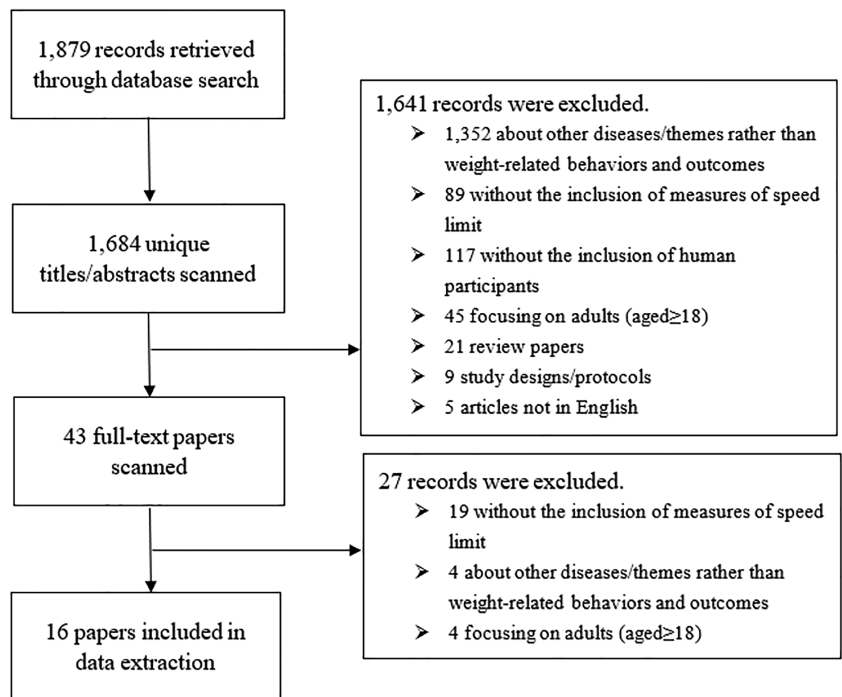 1,879 records retrieved
through database search
1,684 unique
titles/abstracts scanned
1,641 records were excluded.
➤ 1,352 about other diseases/themes rather than
weight-related behaviors and outcomes
➤ 89 without the inclusion of measures of speed
limit
➤ 117 without the inclusion of human
participants
➤ 45 focusing on adults (aged≥18)
➤ 21 review papers
➤ 9 study designs/protocols
➤ 5 articles not in English
43 full-text papers
scanned
27 records were excluded.
➤ 19 without the inclusion of measures of speed
limit
➤ 4 about other diseases/themes rather than
weight-related behaviors and outcomes
➤ 4 focusing on adults (aged≥18)
16 papers included in
data extraction